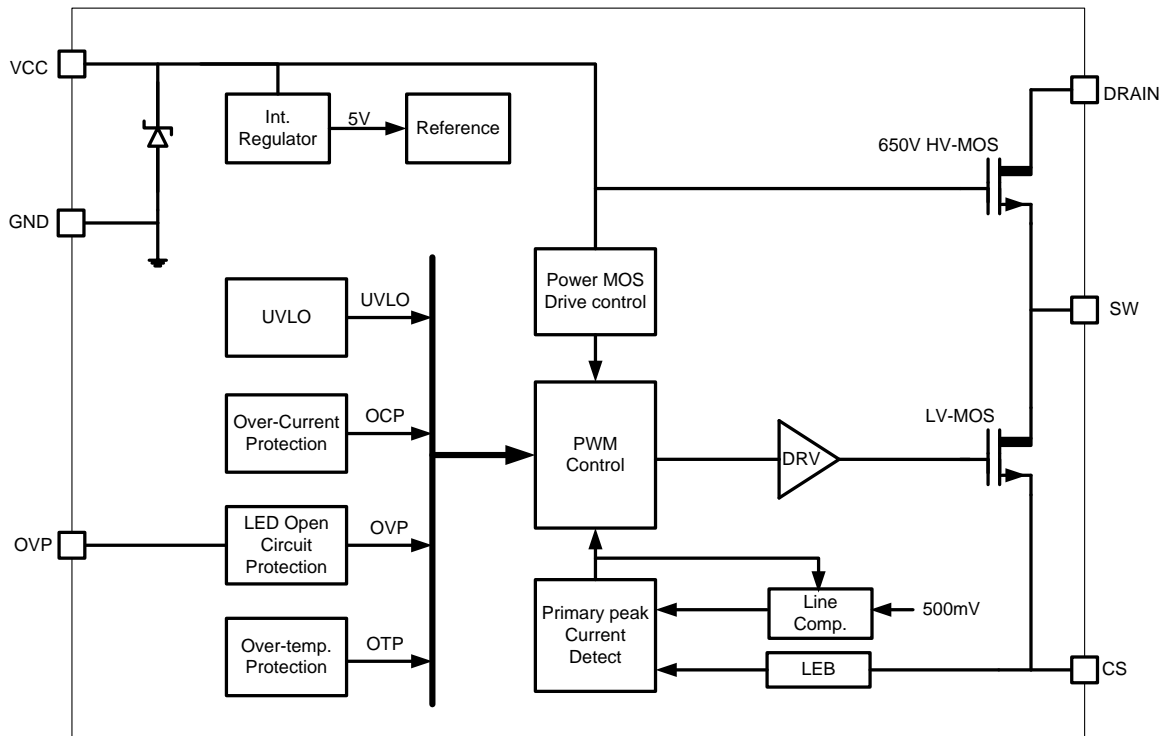 VCC
DRAIN
Int.
Regulator
5V
Reference
650V HV-MOS
GND
Power MOS
Drive control
UVLO
UVLO
SW
Over-Current
Protection
OCP
PWM
Control
DRV
LV-MOS
OVP
LED Open
Circuit
Protection
OVP
Primary peak
Current
Detect
Line
Comp.
500mV
Over-temp.
Protection
OTP
LEB
CS